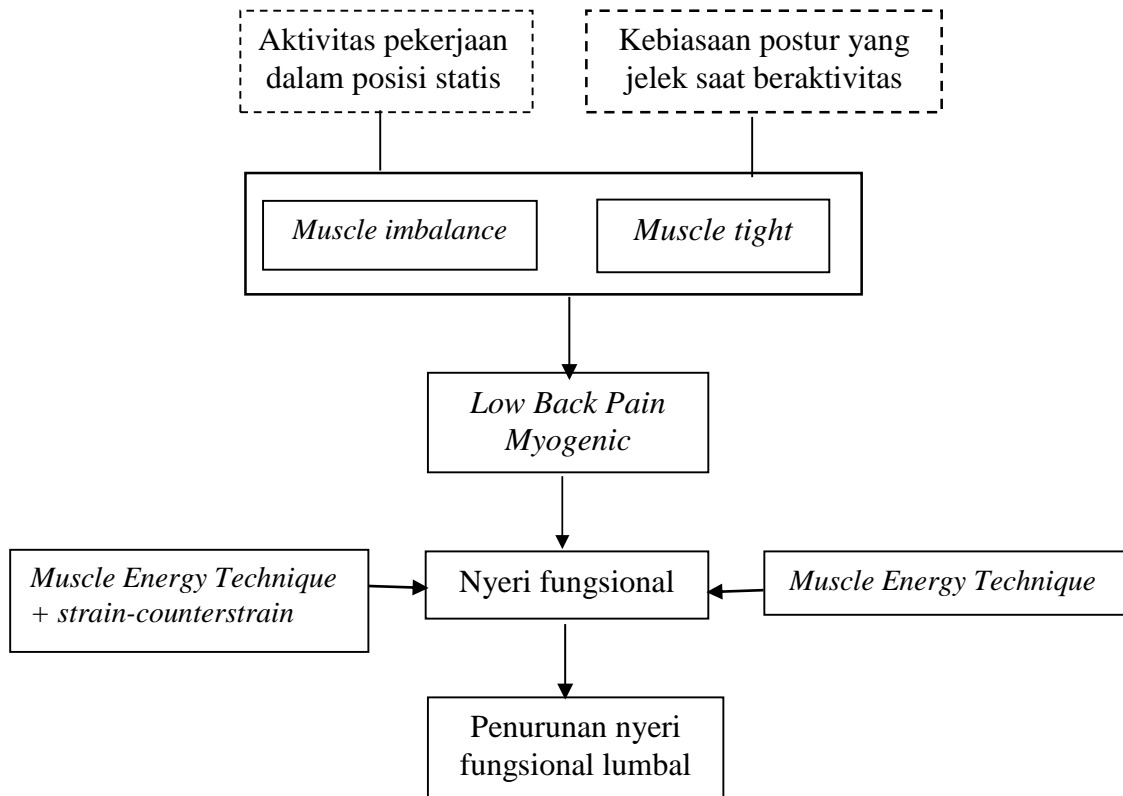 Aktivitas pekerjaan
dalam posisi statis
Kebiasaan postur yang
jelek saat beraktivitas
Muscle imbalance
Muscle tight
Low Back Pain
Myogenic
Muscle Energy Technique
+ strain-counterstrain
Nyeri fungsional
Muscle Energy Technique
Penurunan nyeri
fungsional lumbal